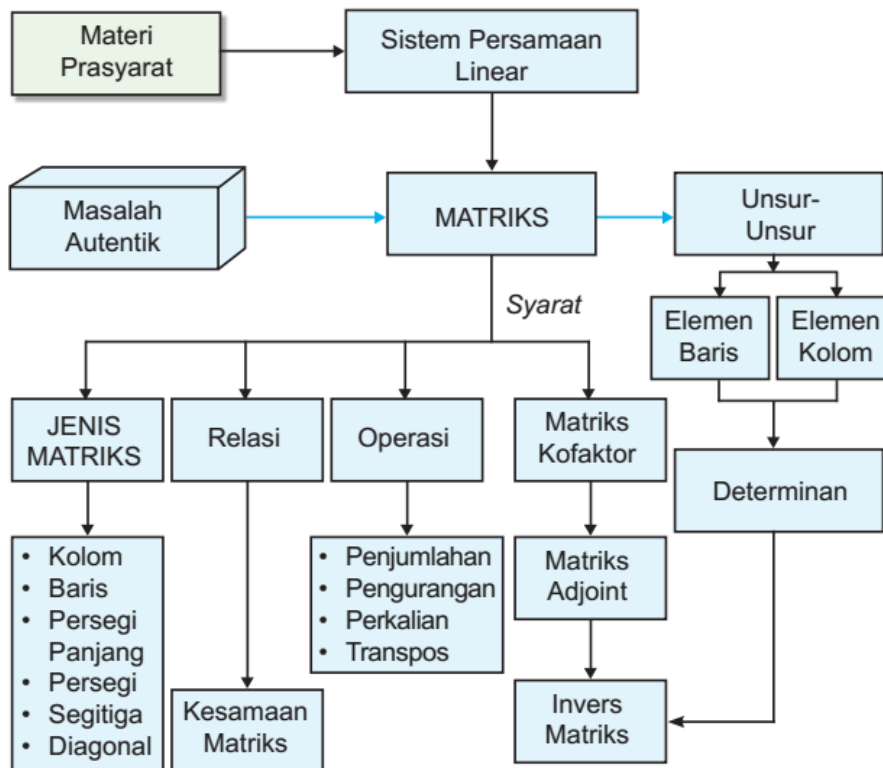 Materi
Prasyarat
Sistem Persamaan
Linear
Masalah
Autentik
MATRIKS
Unsur-
Unsur
Syarat
Elemen
Baris
Elemen
Kolom
JENIS
MATRIKS
Relasi
Operasi
Matriks
Kofaktor
Determinan
• Kolom
• Baris
• Persegi
Panjang
• Persegi
• Segitiga
• Diagonal
Kesamaan
Matriks
• Penjumlahan
• Pengurangan
• Perkalian
• Transpos
Matriks
Adjoint
Invers
Matriks